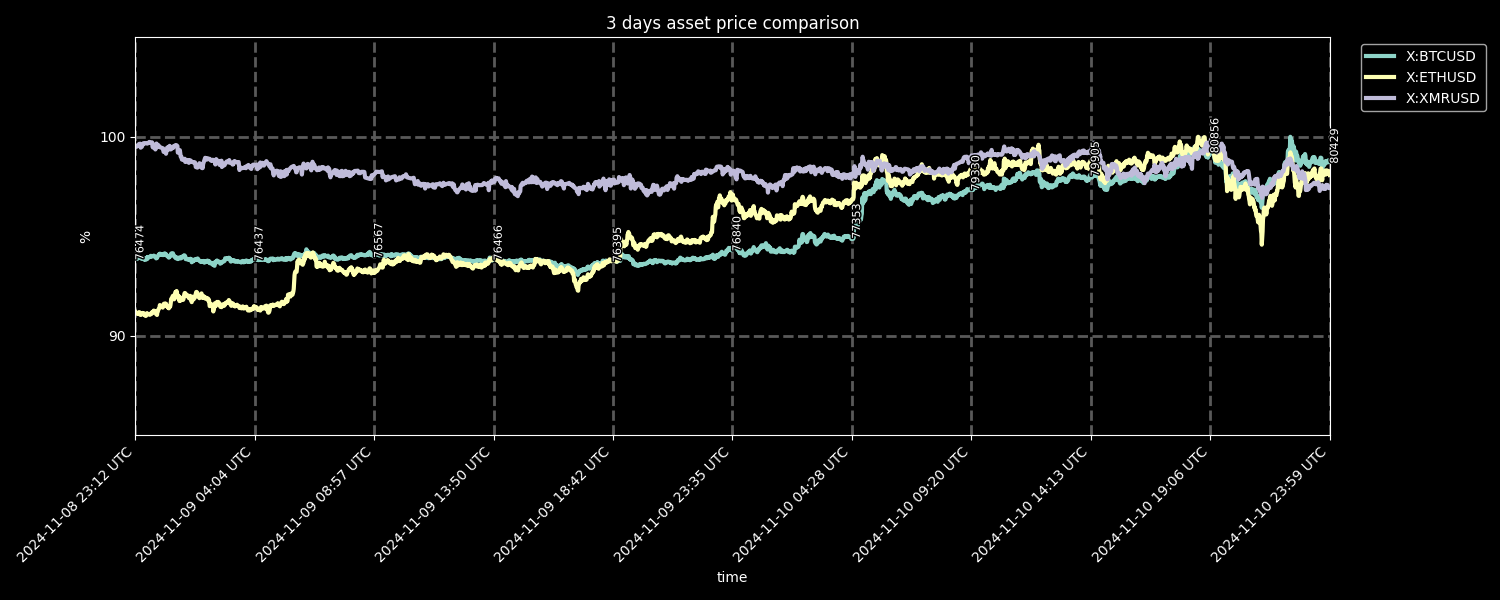 3 days asset price comparison
X:BTCUSD
X:ETHUSD
X:XMRUSD
%
100
90
76474
76437
76567
76466
76395
76840
77353
79330
79905
80856
80429
2024-11-08 23:12 UTC
2024-11-09 04:04 UTC
2024-11-09 08:57 UTC
2024-11-09 13:50 UTC
2024-11-09 18:42 UTC
2024-11-09 23:35 UTC
2024-11-10 04:28 UTC
2024-11-10 09:20 UTC
2024-11-10 14:13 UTC
2024-11-10 19:06 UTC
2024-11-10 23:59 UTC
time